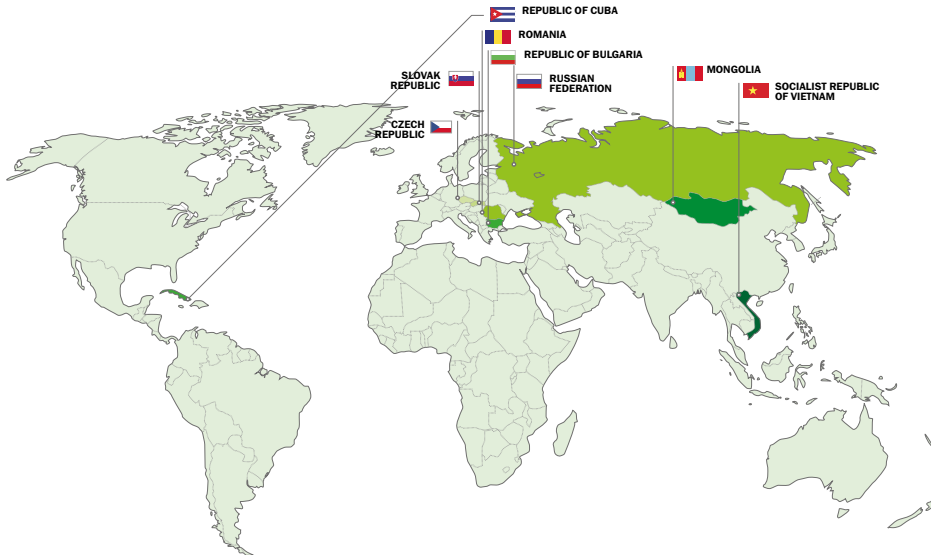 REPUBLIC OF CUBA
ROMANIA
REPUBLIC OF BULGARIA
SLOVAK
REPUBLIC
RUSSIAN
FEDERATION
MONGOLIA
SOCIALIST REPUBLIC
OF VIETNAM
CZECH
REPUBLIC